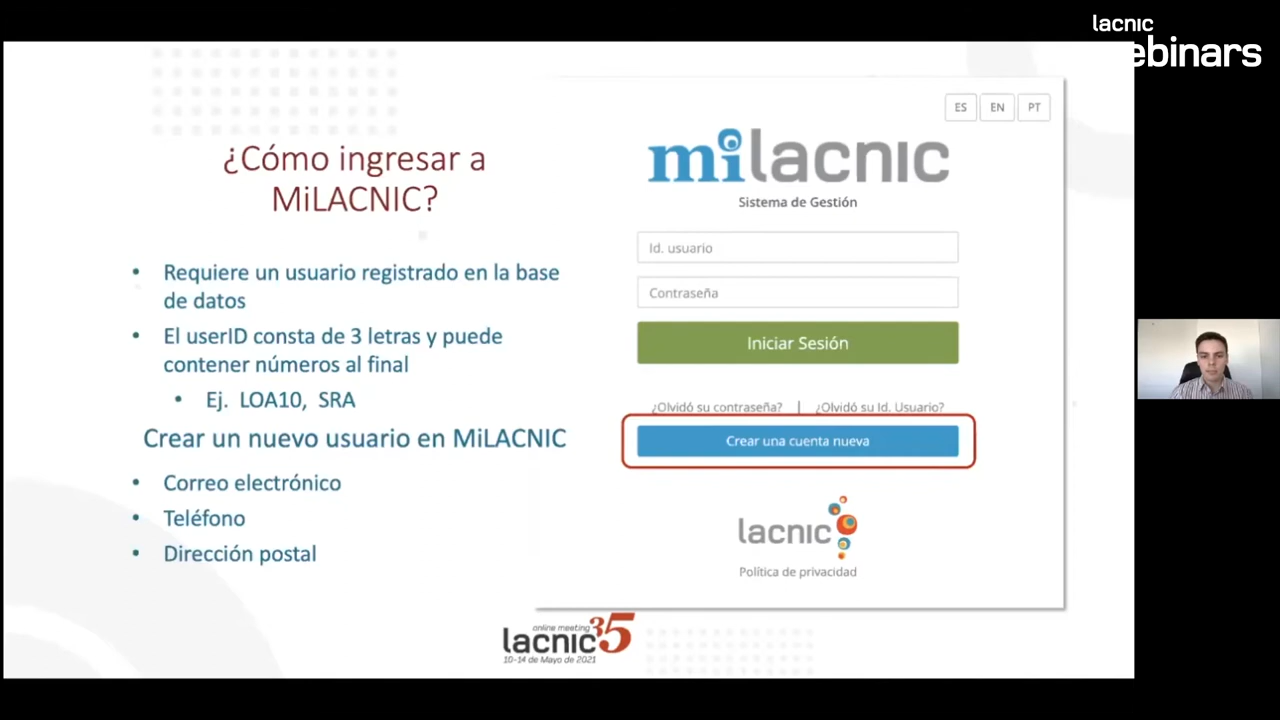 lacnic
ebinars
¿Cómo ingresar a
MiLACNIC?
• Requiere un usuario registrado en la base
de datos
• El userID consta de 3 letras y puede
contener números al final
• Ej. LOA10, SRA
Crear un nuevo usuario en MiLACNIC
• Correo electrónico
• Teléfono
• Dirección postal
ES EN PT
milacnic
Sistema de Gestión
Id. usuario
Contraseña
Iniciar Sesión
¿Olvidó su contraseña? | ¿Olvidó su Id. Usuario?
Crear una cuenta nueva
lacnic
Política de privacidad
online meeting
lacnic35
10-14 de Mayo de 2021